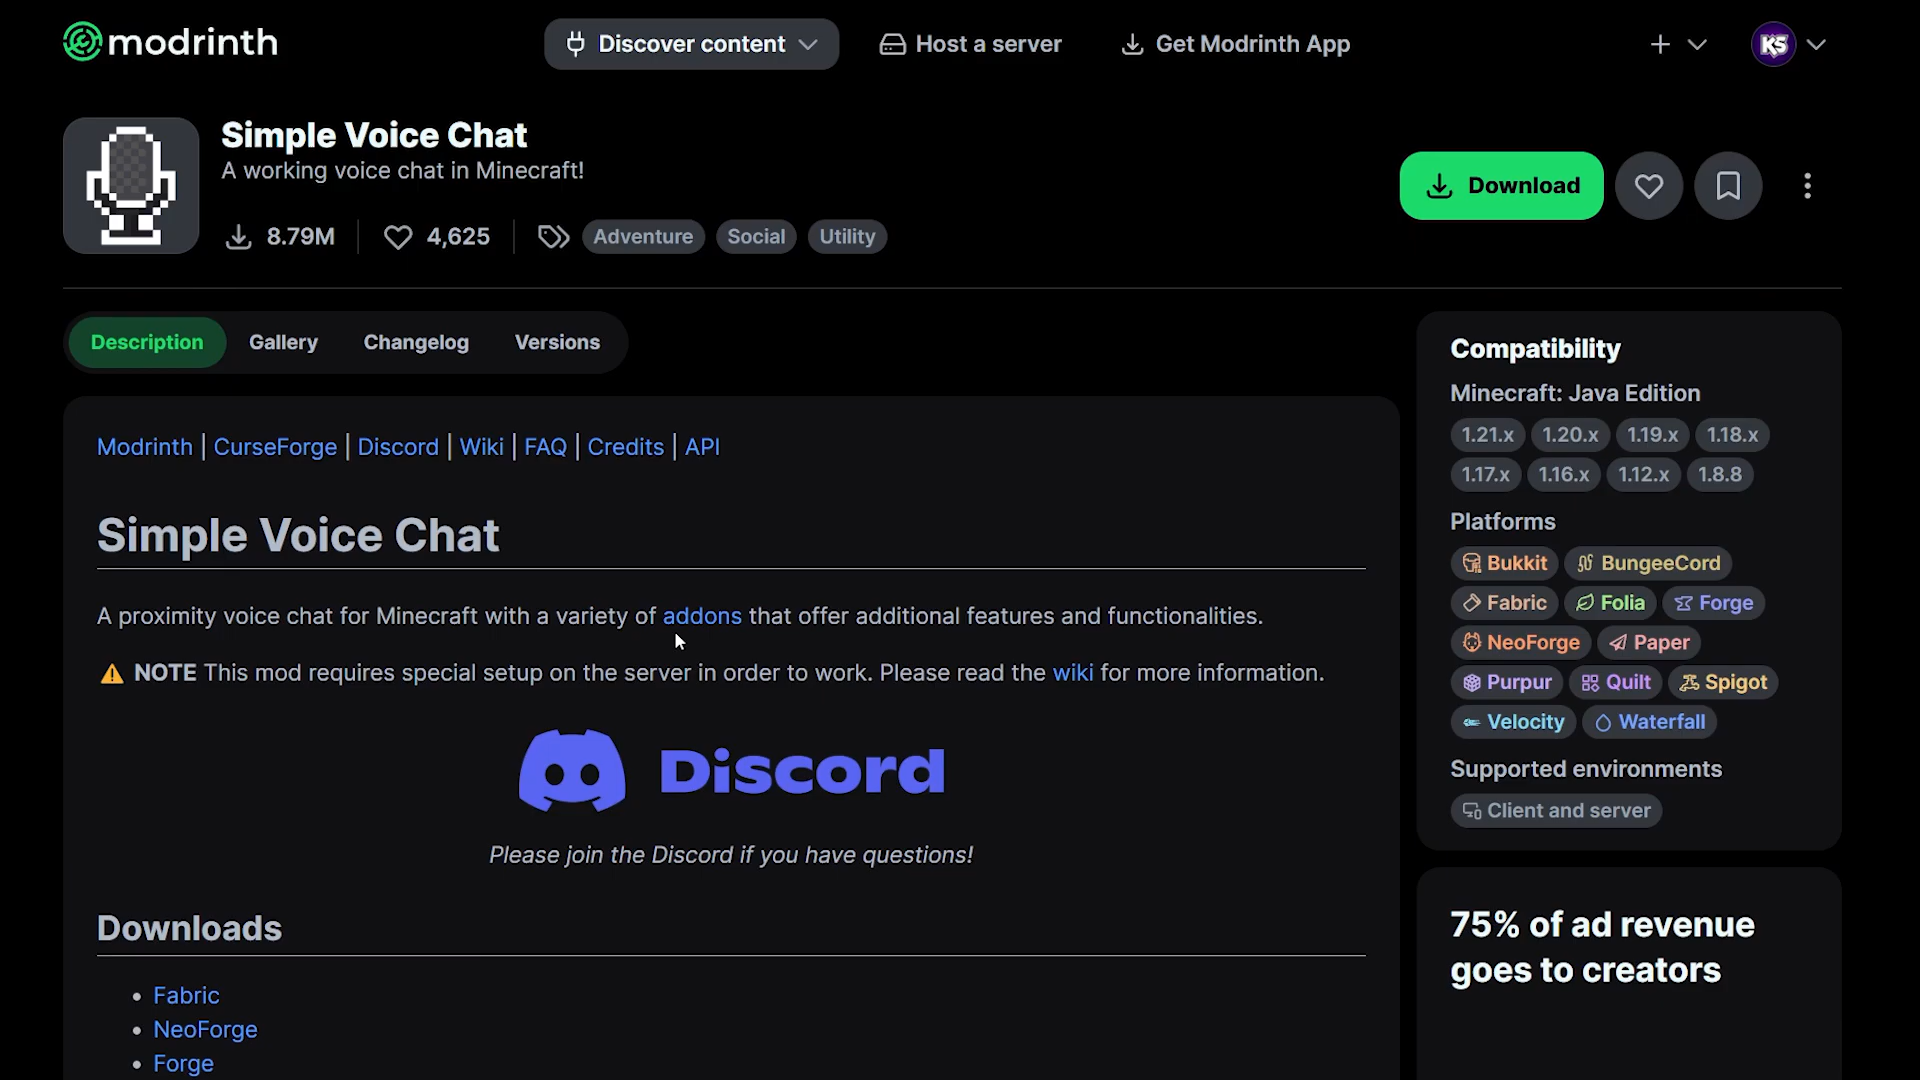 modrinth
Discover content
Host a server
Get Modrinth App
KS
Simple Voice Chat
A working voice chat in Minecraft!
8.79M
4,625
Adventure
Social
Utility
Download
Description
Gallery
Changelog
Versions
Modrinth | CurseForge | Discord | Wiki | FAQ | Credits | API
Simple Voice Chat
A proximity voice chat for Minecraft with a variety of addons that offer additional features and functionalities.
NOTE This mod requires special setup on the server in order to work. Please read the wiki for more information.
Discord
Please join the Discord if you have questions!
Downloads
Fabric
NeoForge
Forge
Compatibility
Minecraft: Java Edition
1.21.x 1.20.x 1.19.x 1.18.x
1.17.x 1.16.x 1.12.x 1.8.8
Platforms
Bukkit BungeeCord
Fabric Folia Forge
NeoForge Paper
Purpur Quilt Spigot
Velocity Waterfall
Supported environments
Client and server
75% of ad revenue
goes to creators